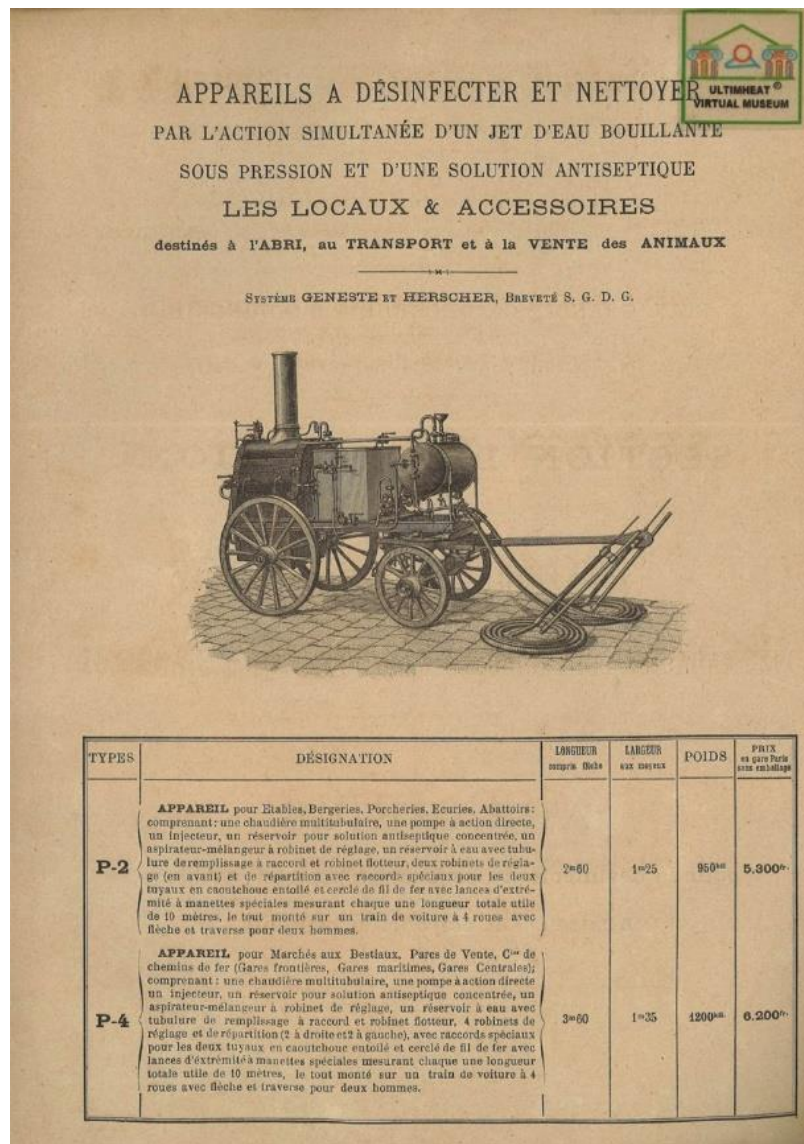 ULTIMHEAT ®
VIRTUAL MUSEUM
APPAREILS A DÉSINFECTER ET NETTOYER
PAR L'ACTION SIMULTANÉE D'UN JET D'EAU BOUILLANTE
SOUS PRESSION ET D'UNE SOLUTION ANTISEPTIQUE
LES LOCAUX & ACCESSOIRES
destinés à l'ABRI, au TRANSPORT et à la VENTE des ANIMAUX
SYSTÈME GENESTE ET HERSCHER, BREVETÉ S. G. D. G.
TYPES
DÉSIGNATION
LONGUEUR
compris flèche
LARGEUR
aux moyeux
POIDS
PRIX
en gare Paris
sans emballage
P-2
APPAREIL pour Etables, Bergeries, Porcheries, Ecuries, Abattoirs:
comprenant: une chaudière multitubulaire, une pompe à action directe,
un injecteur, un réservoir pour solution antiseptique concentrée, un
aspirateur-mélangeur à robinet de réglage, un réservoir à eau avec tubu-
lure de remplissage à raccord et robinet flotteur, deux robinets de régla-
ge (en avant) et de répartition avec raccords spéciaux pour les deux
tuyaux en caoutchouc entoilé et cerclé de fil de fer avec lances d'extré-
mité à manettes spéciales mesurant chaque une longueur totale utile
de 10 mètres, le tout monté sur un train de voiture à 4 roues avec
flèche et traverse pour deux hommes.
2m60
1m25
950kil.
5.300fr.
P-4
APPAREIL pour Marchés aux Bestiaux, Parcs de Vente, Cies de
chemins de fer (Gares frontières, Gares maritimes, Gares Centrales);
comprenant: une chaudière multitubulaire, une pompe à action directe
un injecteur, un réservoir pour solution antiseptique concentrée, un
aspirateur-mélangeur à robinet de réglage, un réservoir à eau avec
tubulure de remplissage à raccord et robinet flotteur, 4 robinets de
réglage et de répartition (2 à droite et 2 à gauche), avec raccords spéciaux
pour les deux tuyaux en caoutchouc entoilé et cerclé de fil de fer avec
lances d'éxtrémité à manettes spéciales mesurant chaque une longueur
totale utile de 10 mètres, le tout monté sur un train de voiture à 4
roues avec flèche et traverse pour deux hommes.
3m60
1m35
1200kil.
6.200fr.